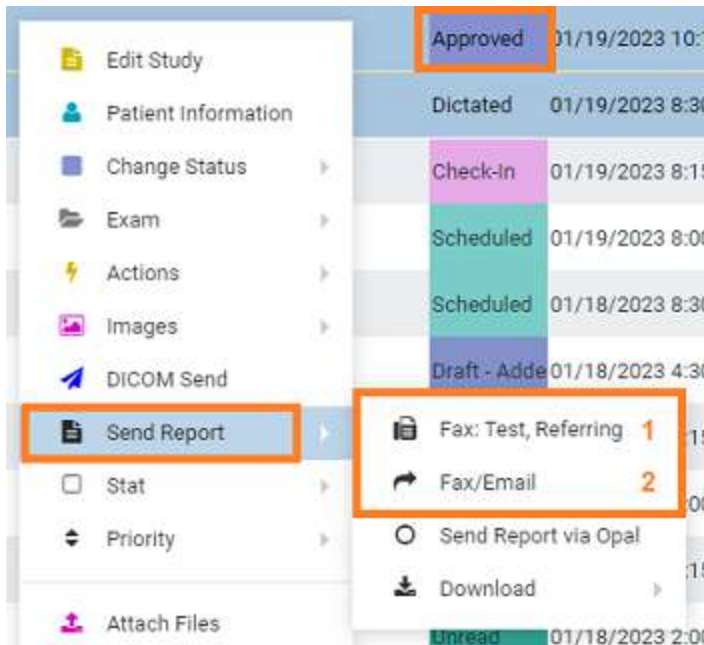 Edit Study
Patient Information
Change Status
Exam
Actions
Images
DICOM Send
Send Report
Stat
Priority
Attach Files
Fax: Test, Referring 1
Fax/Email 2
Send Report via Opal
Download
Approved 01/19/2023 10:
Dictated 01/19/2023 8:30
Check-In 01/19/2023 8:15
Scheduled 01/19/2023 8:00
Scheduled 01/18/2023 8:30
Draft - Adde 01/18/2023 4:30
Unread 01/18/2023 2:00